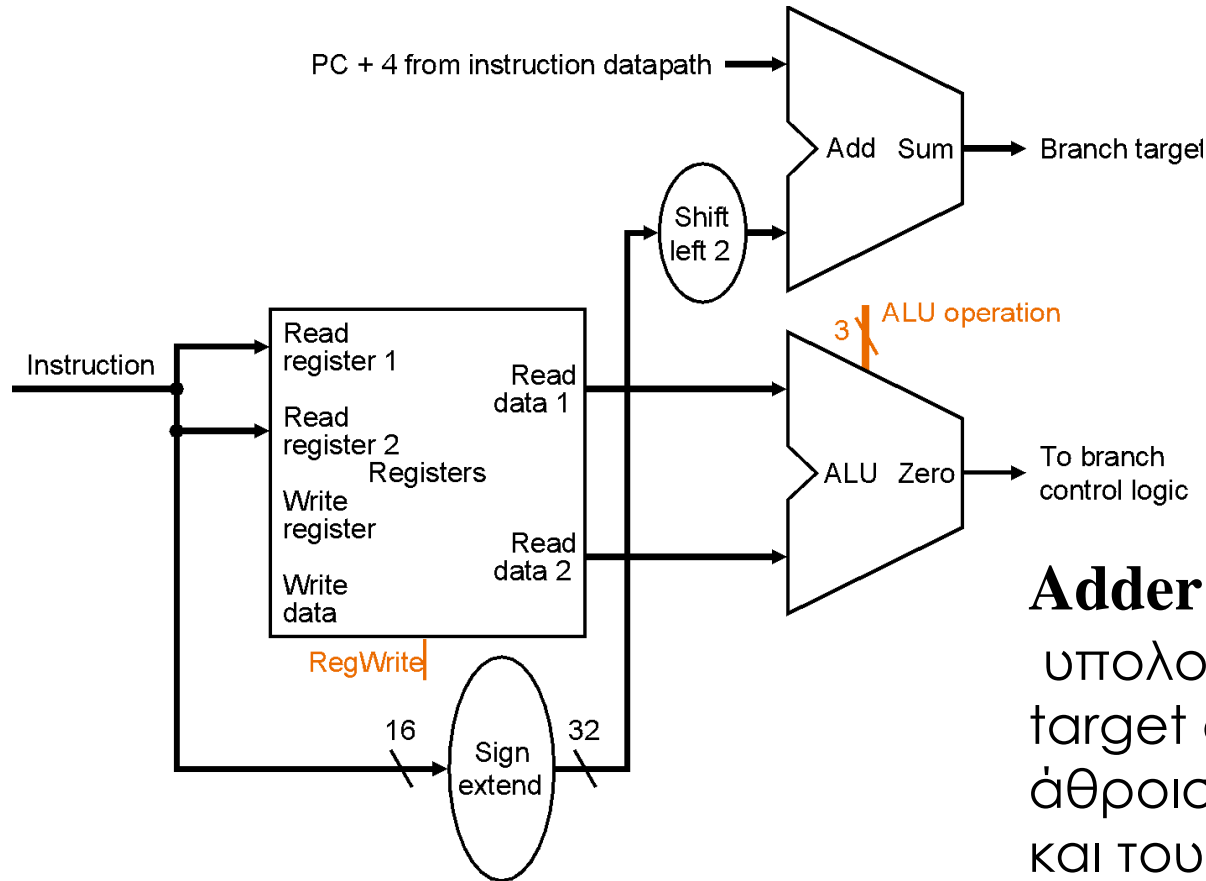 PC + 4 from instruction datapath
Add Sum
Branch target
Shift
left 2
ALU operation
3
Instruction
Read
register 1
Read
data 1
Read
register 2
Registers
Write
register
Read
data 2
Write
data
RegWrite
ALU Zero
To branch
control logic
16
Sign
extend
32
Adder
υπολο
target
άθροισ
και του